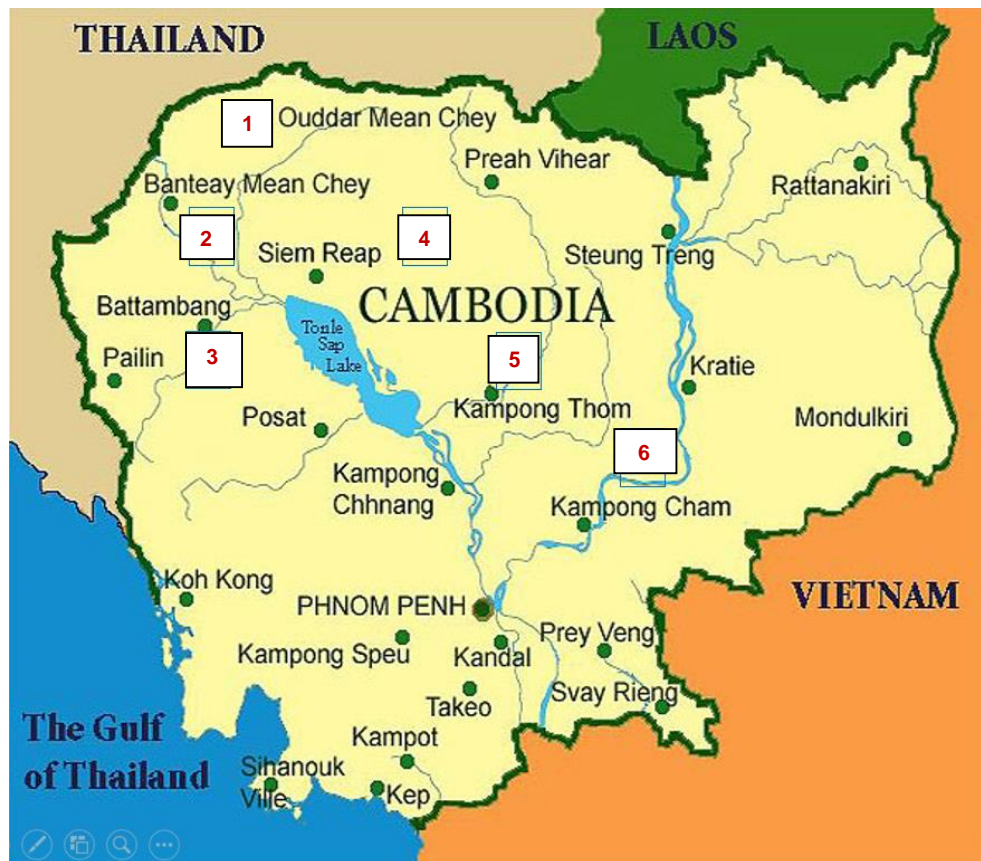 THAILAND
LAOS
1
Ouddar Mean Chey
Preah Vihear
Banteay Mean Chey
Rattanakiri
2
4
Siem Reap
Steung Treng
Battambang
CAMBODIA
Tonle
Sap
Lake
3
5
Pailin
Kratie
Posat
Kampong Thom
Mondulkiri
6
Kampong
Chhnang
Kampong Cham
Koh Kong
VIETNAM
PHNOM PENH
Prey Veng
Kampong Speu
Kandal
Svay Rieng
Takeo
The Gulf
of Thailand
Kampot
Sihanouk
Ville
Kep